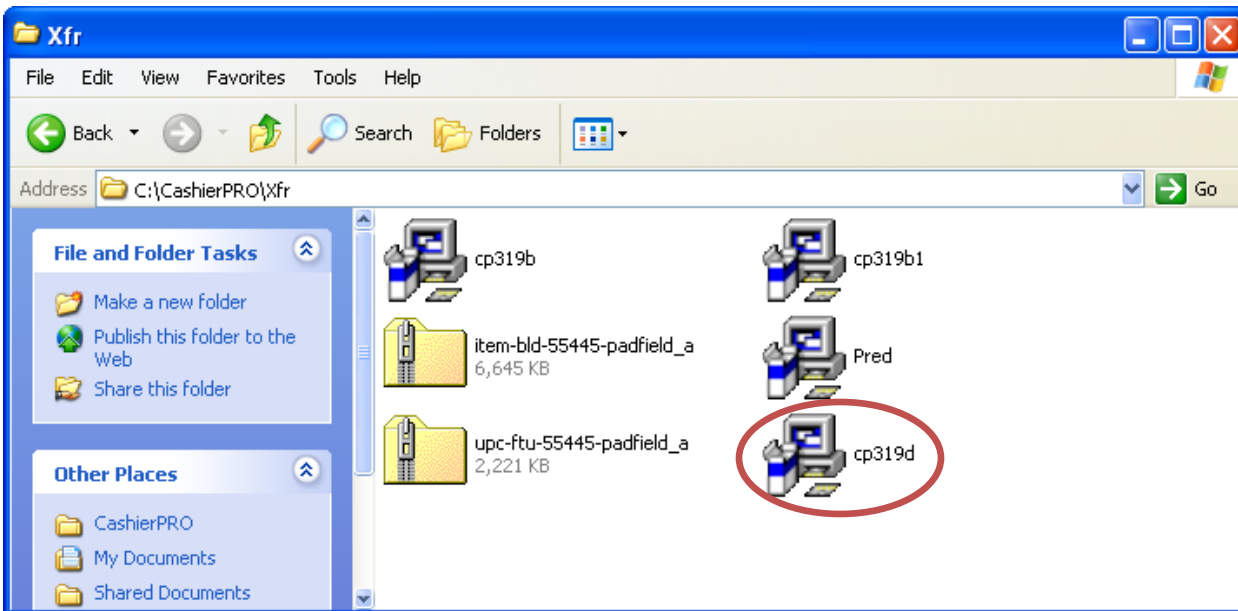 Xfr
File Edit View Favorites Tools Help
Back Search Folders
Address C:\CashierPRO\Xfr Go
File and Folder Tasks
Make a new folder
Publish this folder to the
Web
Share this folder
Other Places
CashierPRO
My Documents
Shared Documents
cp319b
cp319b1
item-bld-55445-padfield_a
6,645 KB
Pred
upc-ftu-55445-padfield_a
2,221 KB
cp319d